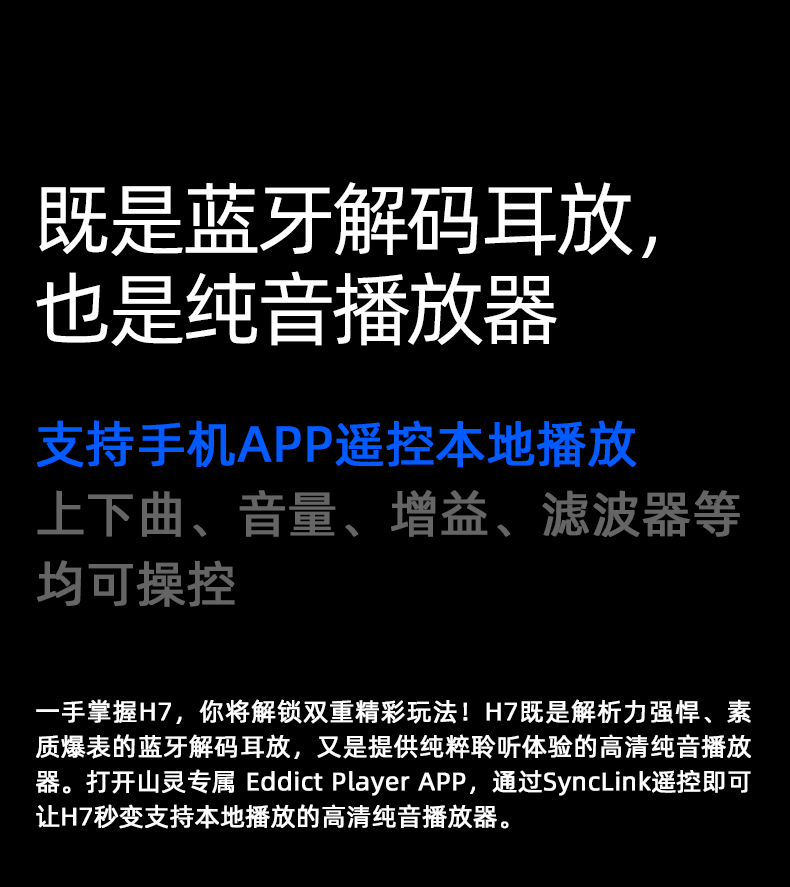 既是蓝牙解码耳放，
也是纯音播放器
支持手机APP遥控本地播放
上下曲、音量、增益、滤波器等
均可操控
一手掌握H7，你将解锁双重精彩玩法！H7既是解析力强悍、素
质爆表的蓝牙解码耳放，又是提供纯粹聆听体验的高清纯音播放
器。打开山灵专属 Eddict Player APP，通过SyncLink遥控即可
让H7秒变支持本地播放的高清纯音播放器。